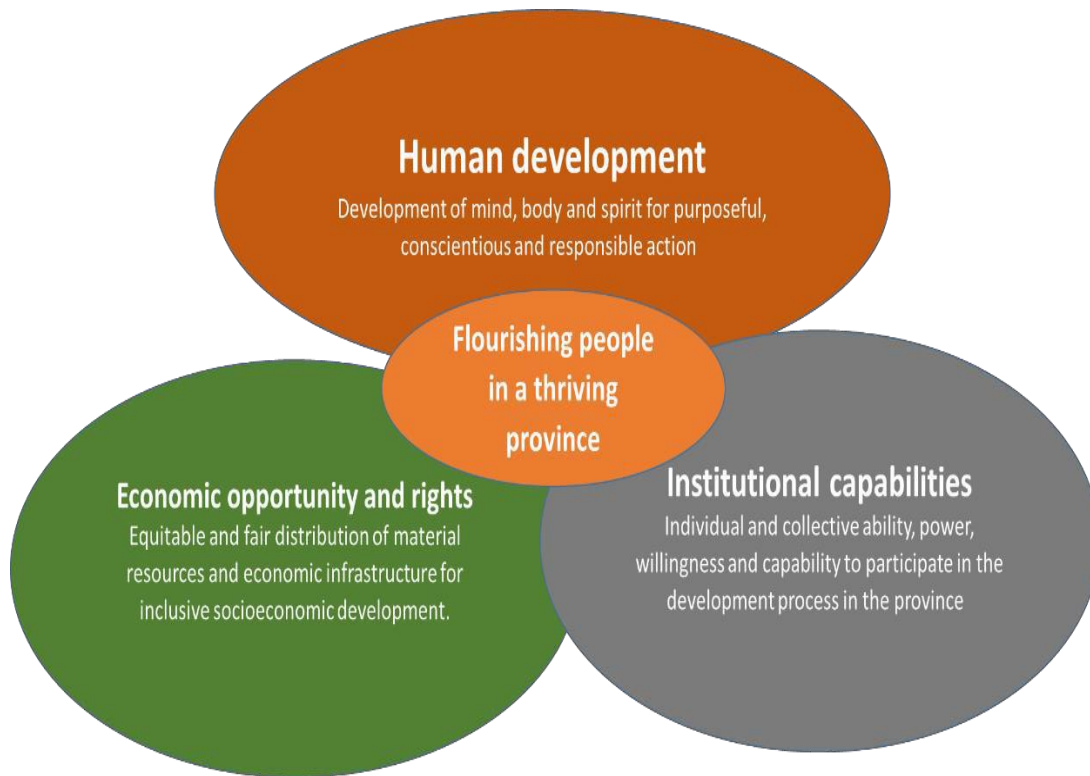 Human development
Development of mind, body and spirit for purposeful,
conscientious and responsible action
Flourishing people
in a thriving
province
Economic opportunity and rights
Equitable and fair distribution of material
resources and economic infrastructure for
inclusive socioeconomic development.
Institutional capabilities
Individual and collective ability, power,
willingness and capability to participate in the
development process in the province